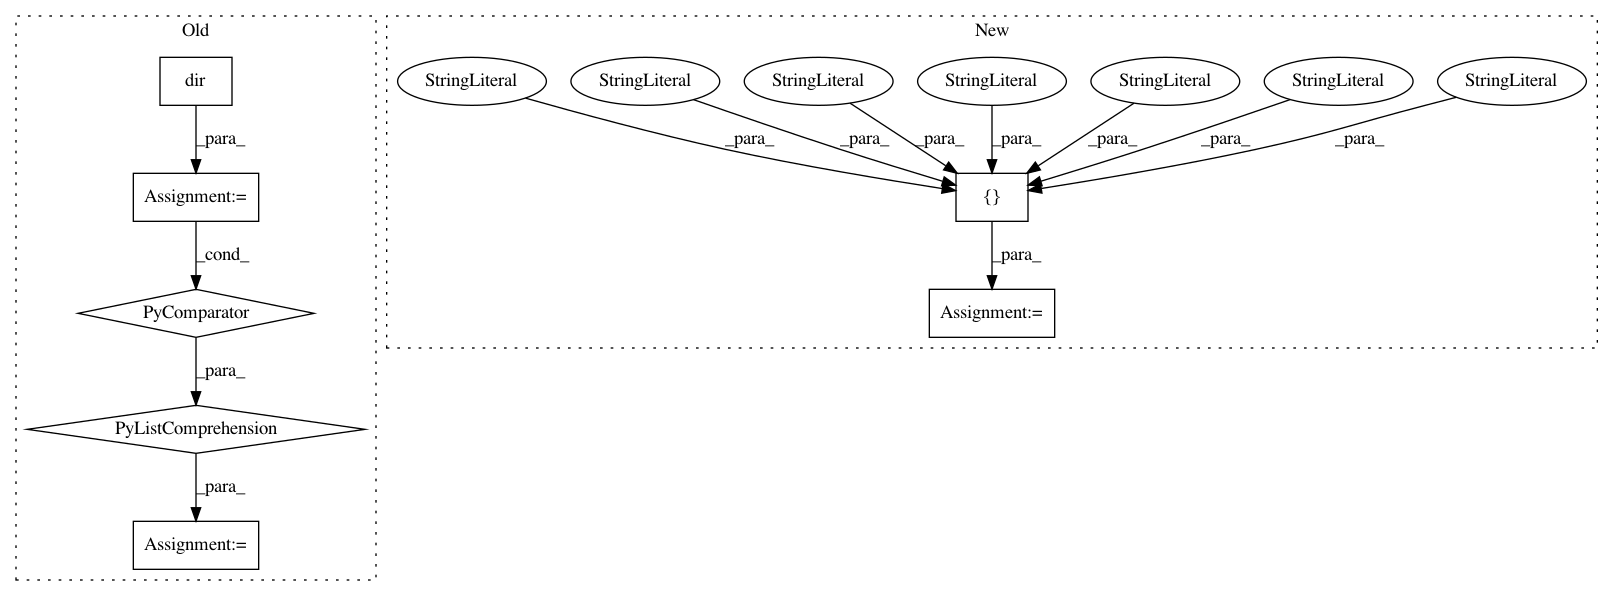 Old
dir
_para_
Assignment:=
_cond_
PyComparator
_para_
PyListComprehension
_para_
Assignment:=
New
StringLiteral StringLiteral StringLiteral StringLiteral StringLiteral StringLiteral StringLiteral
_para_ _para_ _para_ _para_ _para_ _para_ _para_
{}
_para_
Assignment:=